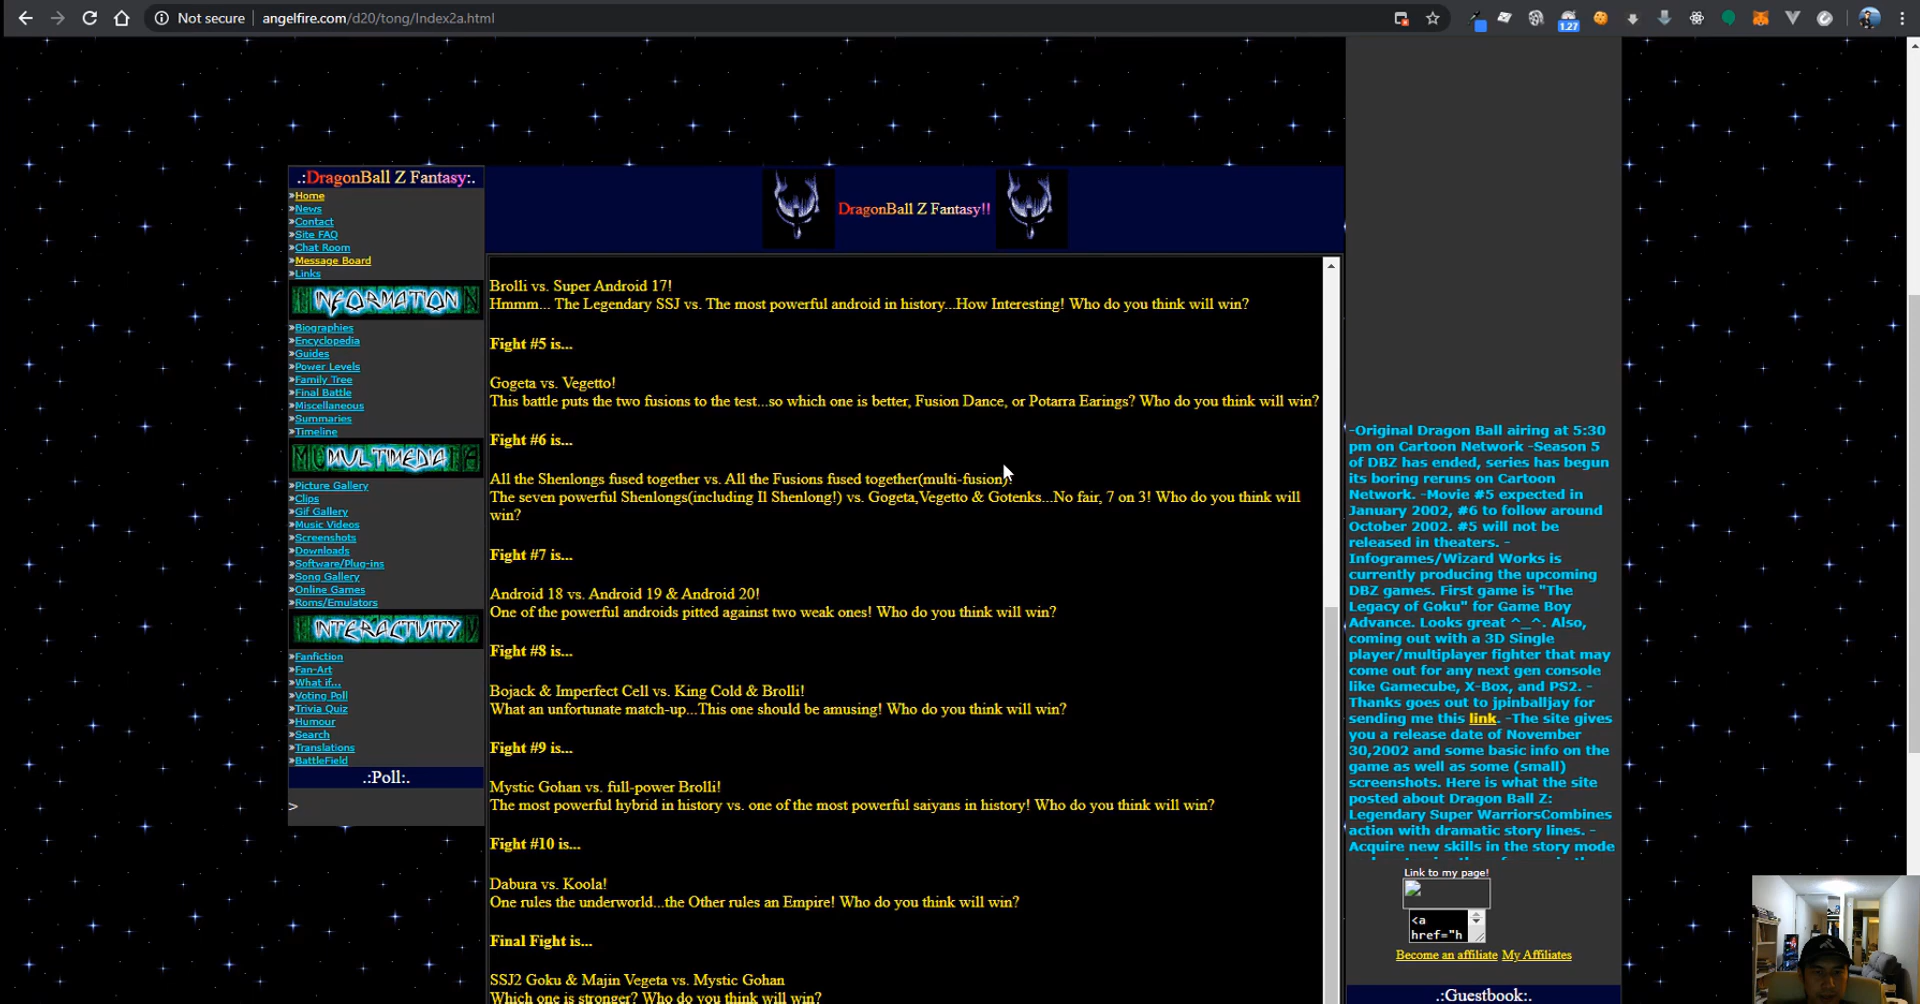 Not secure | angelfire.com/d20/tong/Index2a.html
1.27
.:DragonBall Z Fantasy:.
»Home
»News
»Contact
»Site FAQ
»Chat Room
»Message Board
»Links
INFORMATION
»Biographies
»Encyclopedia
»Guides
»Power Levels
»Family Tree
»Final Battle
»Miscellaneous
»Summaries
»Timeline
MULTIMEDIA
»Picture Gallery
»Clips
»Gif Gallery
»Music Videos
»Screenshots
»Downloads
»Software/Plug-ins
»Song Gallery
»Online Games
»Roms/Emulators
INTERACTIVITY
»Fanfiction
»Fan-Art
»What if...
»Voting Poll
»Trivia Quiz
»Humour
»Search
»Translations
»BattleField
.:Poll:.
>
DragonBall Z Fantasy!!
Brolli vs. Super Android 17!
Hmmm... The Legendary SSJ vs. The most powerful android in history...How Interesting! Who do you think will win?
Fight #5 is...
Gogeta vs. Vegetto!
This battle puts the two fusions to the test...so which one is better, Fusion Dance, or Potarra Earings? Who do you think will win?
Fight #6 is...
All the Shenlongs fused together vs. All the Fusions fused together(multi-fusion)!
The seven powerful Shenlongs(including Il Shenlong!) vs. Gogeta,Vegetto & Gotenks...No fair, 7 on 3! Who do you think will
win?
Fight #7 is...
Android 18 vs. Android 19 & Android 20!
One of the powerful androids pitted against two weak ones! Who do you think will win?
Fight #8 is...
Bojack & Imperfect Cell vs. King Cold & Brolli!
What an unfortunate match-up...This one should be amusing! Who do you think will win?
Fight #9 is...
Mystic Gohan vs. full-power Brolli!
The most powerful hybrid in history vs. one of the most powerful saiyans in history! Who do you think will win?
Fight #10 is...
Dabura vs. Koola!
One rules the underworld...the Other rules an Empire! Who do you think will win?
Final Fight is...
SSJ2 Goku & Majin Vegeta vs. Mystic Gohan
Which one is stronger? Who do you think will win?
-Original Dragon Ball airing at 5:30
pm on Cartoon Network -Season 5
of DBZ has ended, series has begun
its boring reruns on Cartoon
Network. -Movie #5 expected in
January 2002, #6 to follow around
October 2002. #5 will not be
released in theaters. -
Infogrames/Wizard Works is
currently producing the upcoming
DBZ games. First game is "The
Legacy of Goku" for Game Boy
Advance. Looks great ^_^. Also,
coming out with a 3D Single
player/multiplayer fighter that may
come out for any next gen console
like Gamecube, X-Box, and PS2. -
Thanks goes out to jpinballjay for
sending me this link. -The site gives
you a release date of November
30,2002 and some basic info on the
game as well as some (small)
screenshots. Here is what the site
posted about Dragon Ball Z:
Legendary Super WarriorsCombines
action with dramatic story lines. -
Acquire new skills in the story mode
Link to my page!
<a
href="h
Become an affiliate My Affiliates
.:Guestbook:.